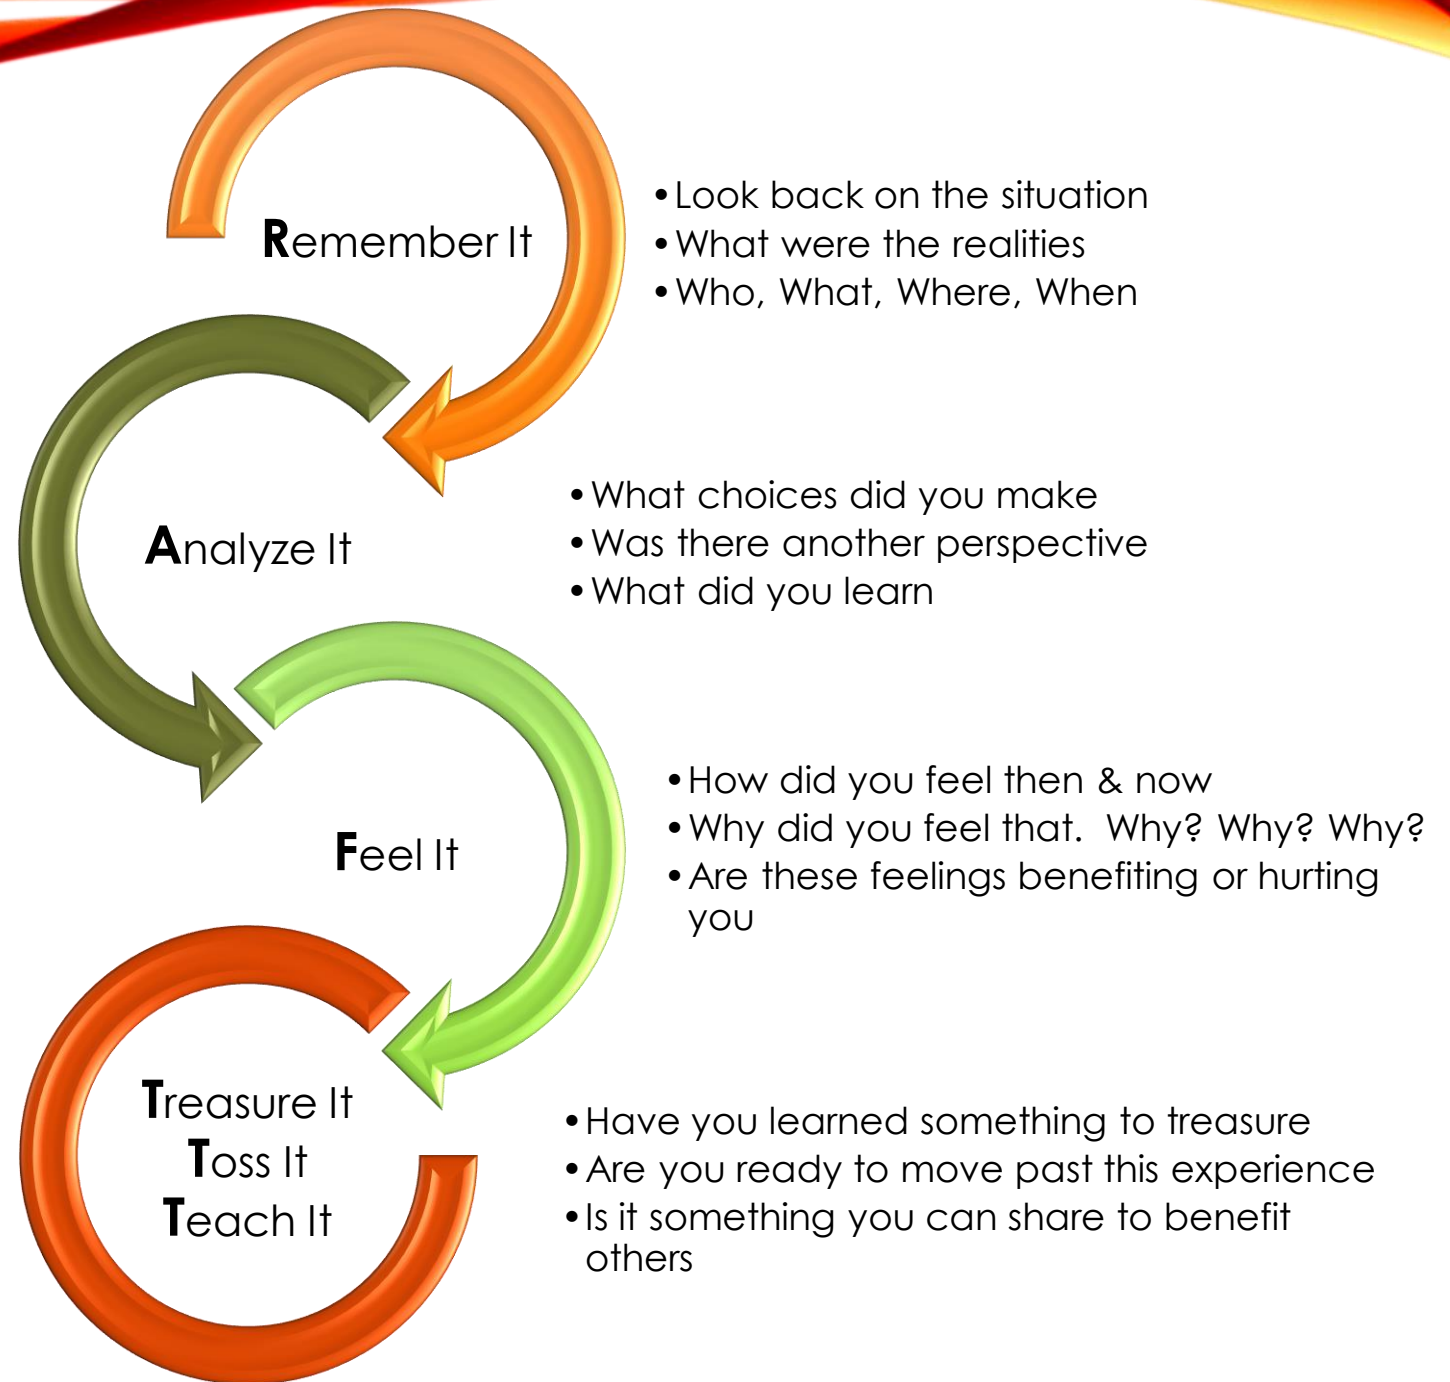 Remember It
•Look back on the situation
•What were the realities
•Who, What, Where, When
Analyze It
•What choices did you make
•Was there another perspective
•What did you learn
Feel It
•How did you feel then & now
•Why did you feel that.  Why? Why? Why?
•Are these feelings benefiting or hurting
you
Treasure It
Toss It
Teach It
•Have you learned something to treasure
•Are you ready to move past this experience
•Is it something you can share to benefit
others